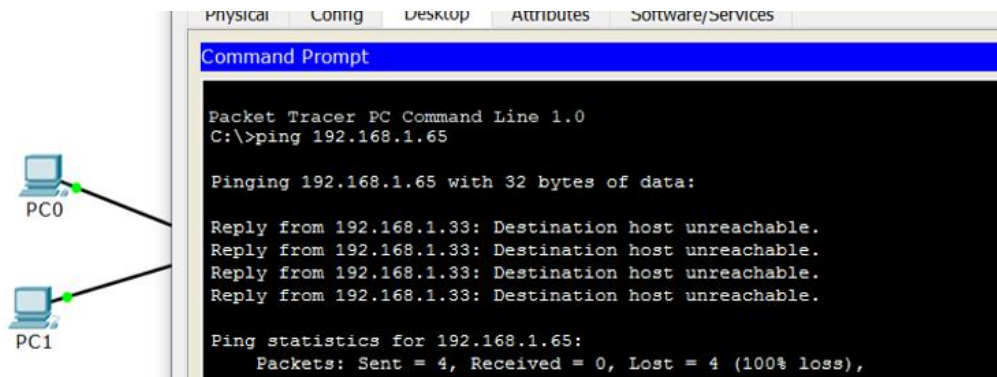 Physical Config Desktop Attributes Software/Services
Command Prompt
Packet Tracer PC Command Line 1.0
C:\>ping 192.168.1.65
Pinging 192.168.1.65 with 32 bytes of data:
Reply from 192.168.1.33: Destination host unreachable.
Reply from 192.168.1.33: Destination host unreachable.
Reply from 192.168.1.33: Destination host unreachable.
Reply from 192.168.1.33: Destination host unreachable.
Ping statistics for 192.168.1.65:
Packets: Sent = 4, Received = 0, Lost = 4 (100% loss),
PC0
PC1